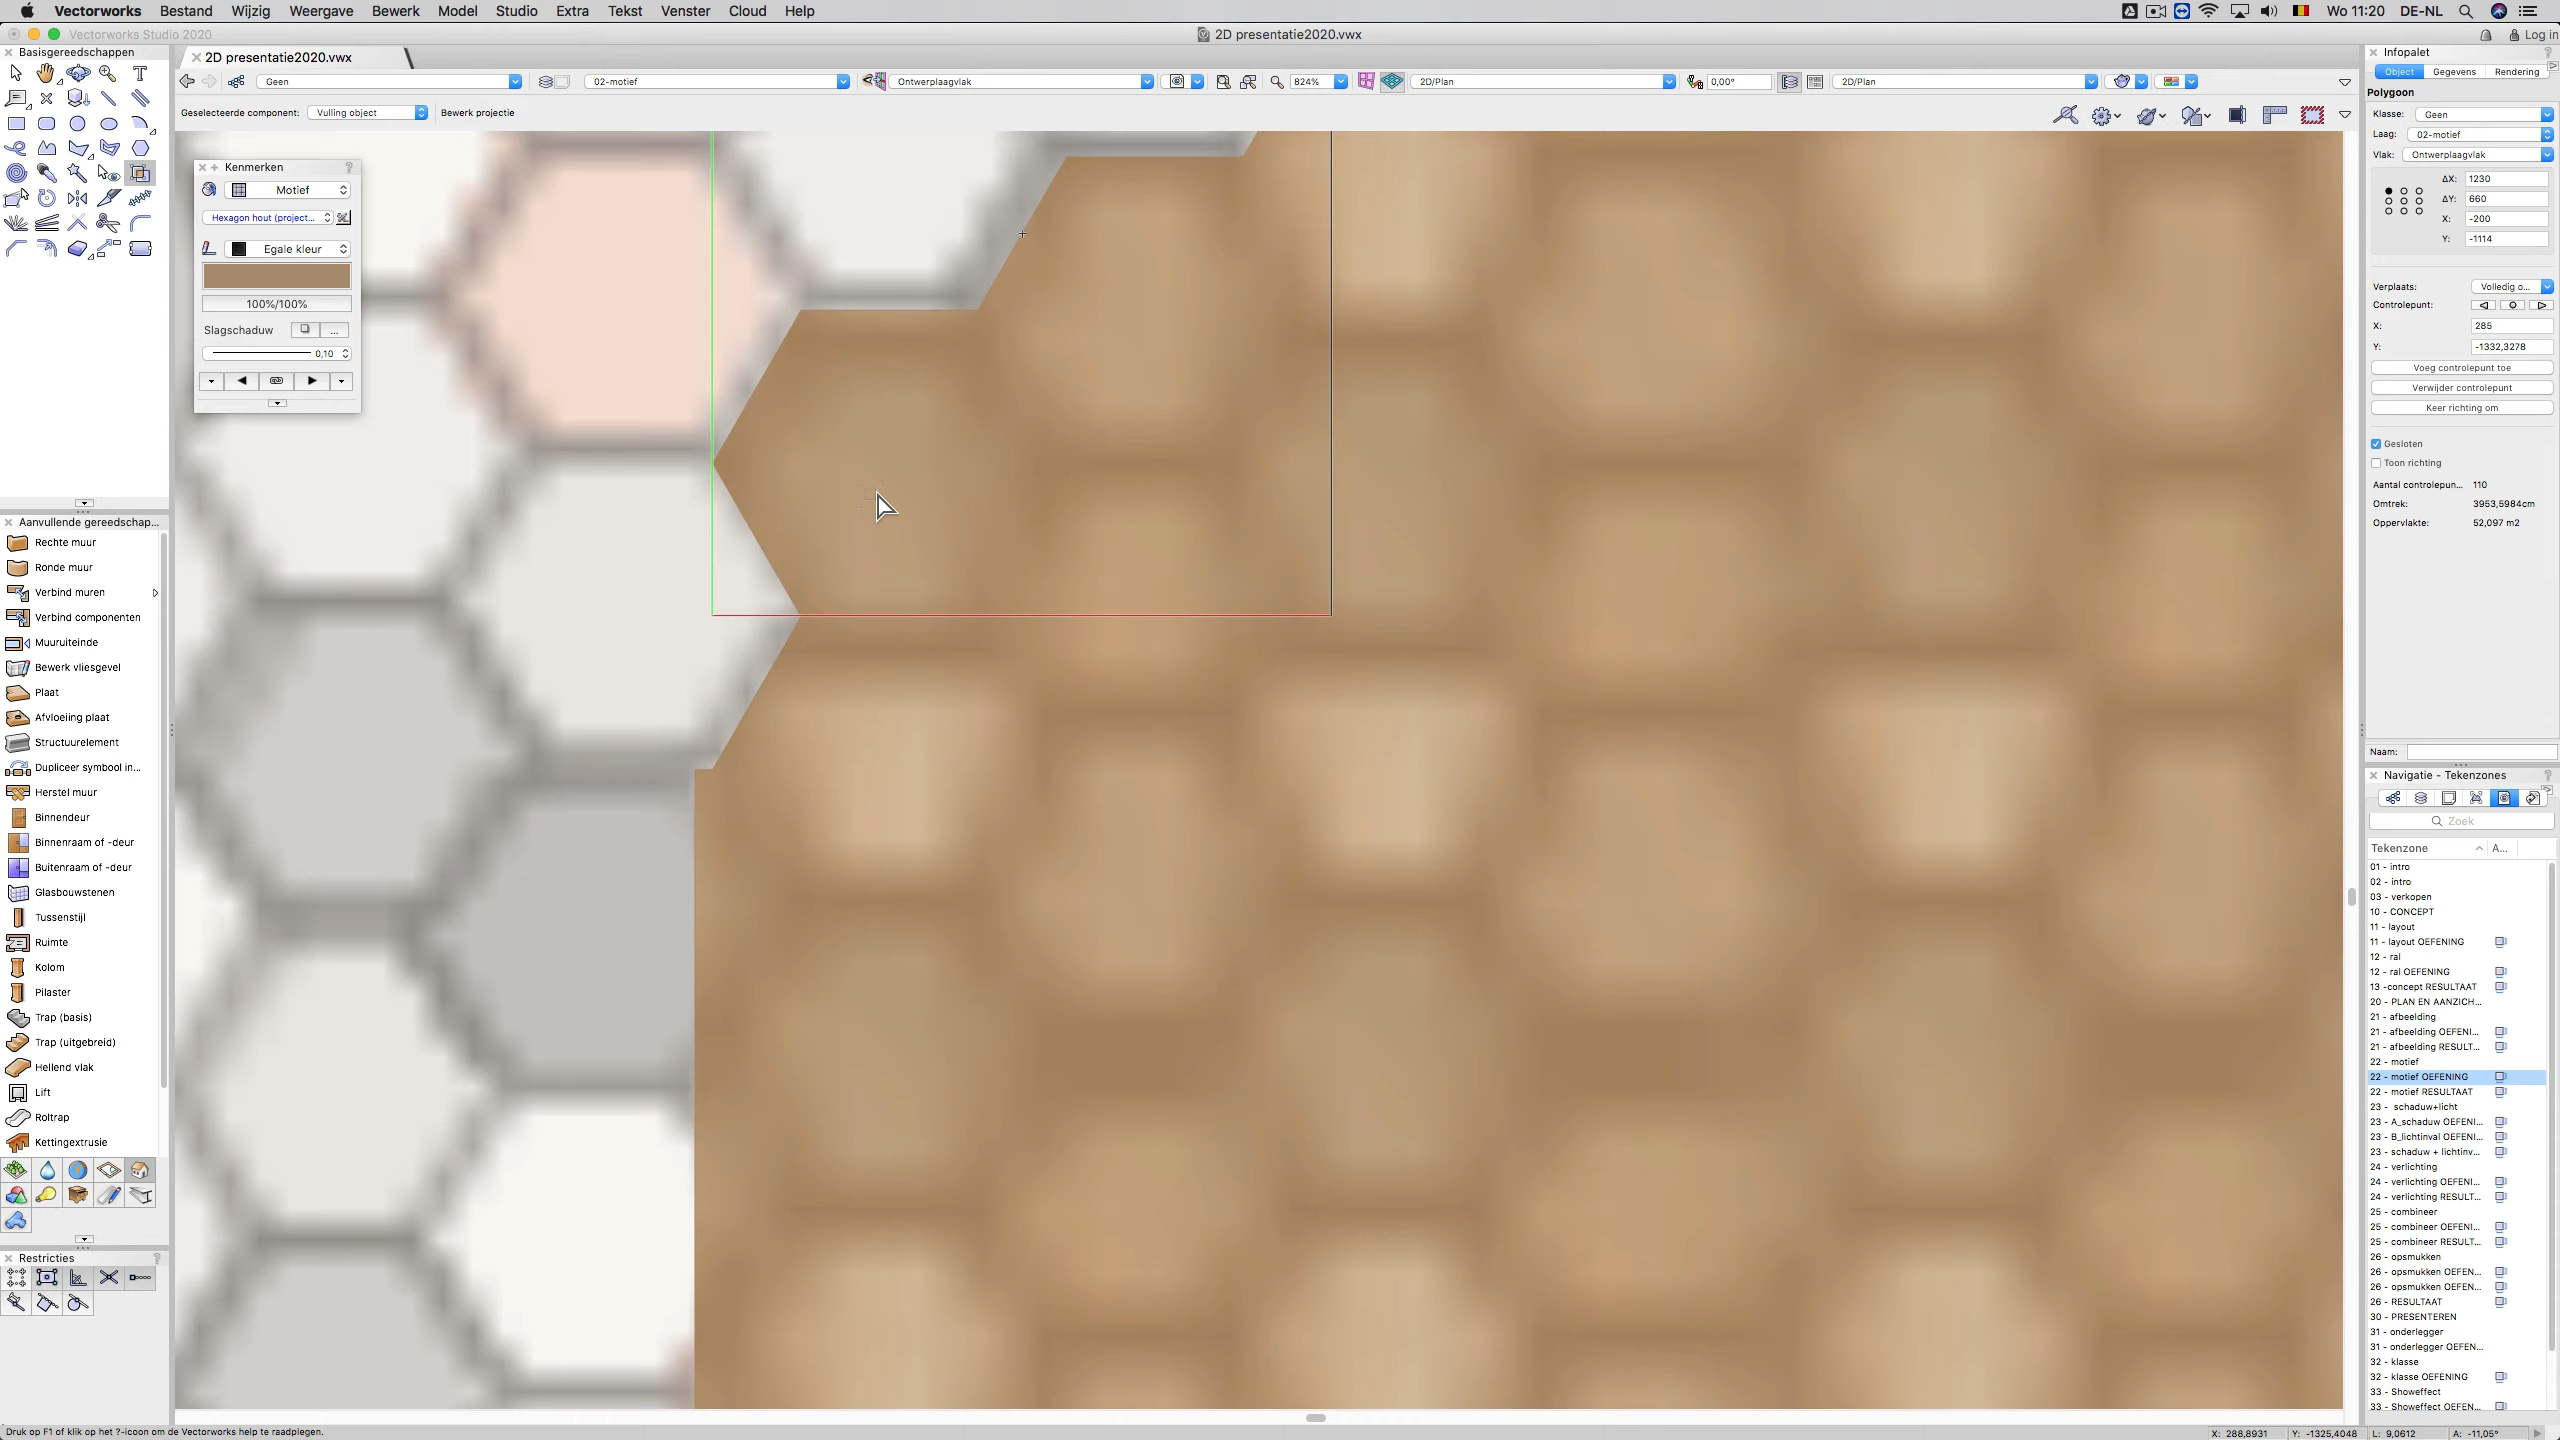 Vectorworks Bestand Wijzig Weergave Bewerk Model Studio Extra Tekst Venster Cloud Help Wo 11:20 DE-NL
Vectorworks Studio 2020 2D presentatie2020.vwx Log in
Basisgereedschappen
2D presentatie2020.vwx
Geen 02-motief Ontwerplaagvlak 824% 2D/Plan 0,00° 2D/Plan
Geselecteerde component: Vulling object Bewerk projectie
Kenmerken
Motief
Hexagon hout (project...
Egale kleur
100%/100%
Slagschaduw ...
0,10
Aanvullende gereedschap...
Rechte muur
Ronde muur
Verbind muren
Verbind componenten
Muuruiteinde
Bewerk vliesgevel
Plaat
Afvloeiing plaat
Structuurelement
Dupliceer symbool in...
Herstel muur
Binnendeur
Binnenraam of -deur
Buitenraam of -deur
Glasbouwstenen
Tussenstijl
Ruimte
Kolom
Pilaster
Trap (basis)
Trap (uitgebreid)
Hellend vlak
Lift
Roltrap
Kettingextrusie
Restricties
Infopalet
Object Gegevens Rendering
Polygoon
Klasse: Geen
Laag: 02-motief
Vlak: Ontwerplaagvlak
ΔX: 1230
ΔY: 660
X: -200
Y: -1114
Verplaats: Volledig o...
Controlepunt:
X: 285
Y: -1332,3278
Voeg controlepunt toe
Verwijder controlepunt
Keer richting om
Gesloten
Toon richting
Aantal controlepun... 110
Omtrek: 3953,5984cm
Oppervlakte: 52,097 m2
Naam:
Navigatie - Tekenzones
Zoek
Tekenzone A...
01 - intro
02 - intro
03 - verkopen
10 - CONCEPT
11 - layout
11 - layout OEFENING
12 - ral
12 - ral OEFENING
13 -concept RESULTAAT
20 - PLAN EN AANZICH...
21 - afbeelding
21 - afbeelding OEFENI...
21 - afbeelding RESULT...
22 - motief
22 - motief OEFENING
22 - motief RESULTAAT
23 - schaduw+licht
23 - A_schaduw OEFENI...
23 - B_lichtinval OEFENI...
23 - schaduw + lichtinv...
24 - verlichting
24 - verlichting OEFENI...
24 - verlichting RESULT...
25 - combineer
25 - combineer OEFENI...
25 - combineer RESULT...
26 - opsmukken
26 - opsmukken OEFEN...
26 - opsmukken OEFEN...
26 - RESULTAAT
30 - PRESENTEREN
31 - onderlegger
31 - onderlegger OEFEN...
32 - klasse
32 - klasse OEFENING
33 - Showeffect
33 - Showeffect OEFENI...
Druk op F1 of klik op het ?-icoon om de Vectorworks help te raadplegen. X: 288,8931 Y: -1325,4048 L: 9,0612 A: -11,05°